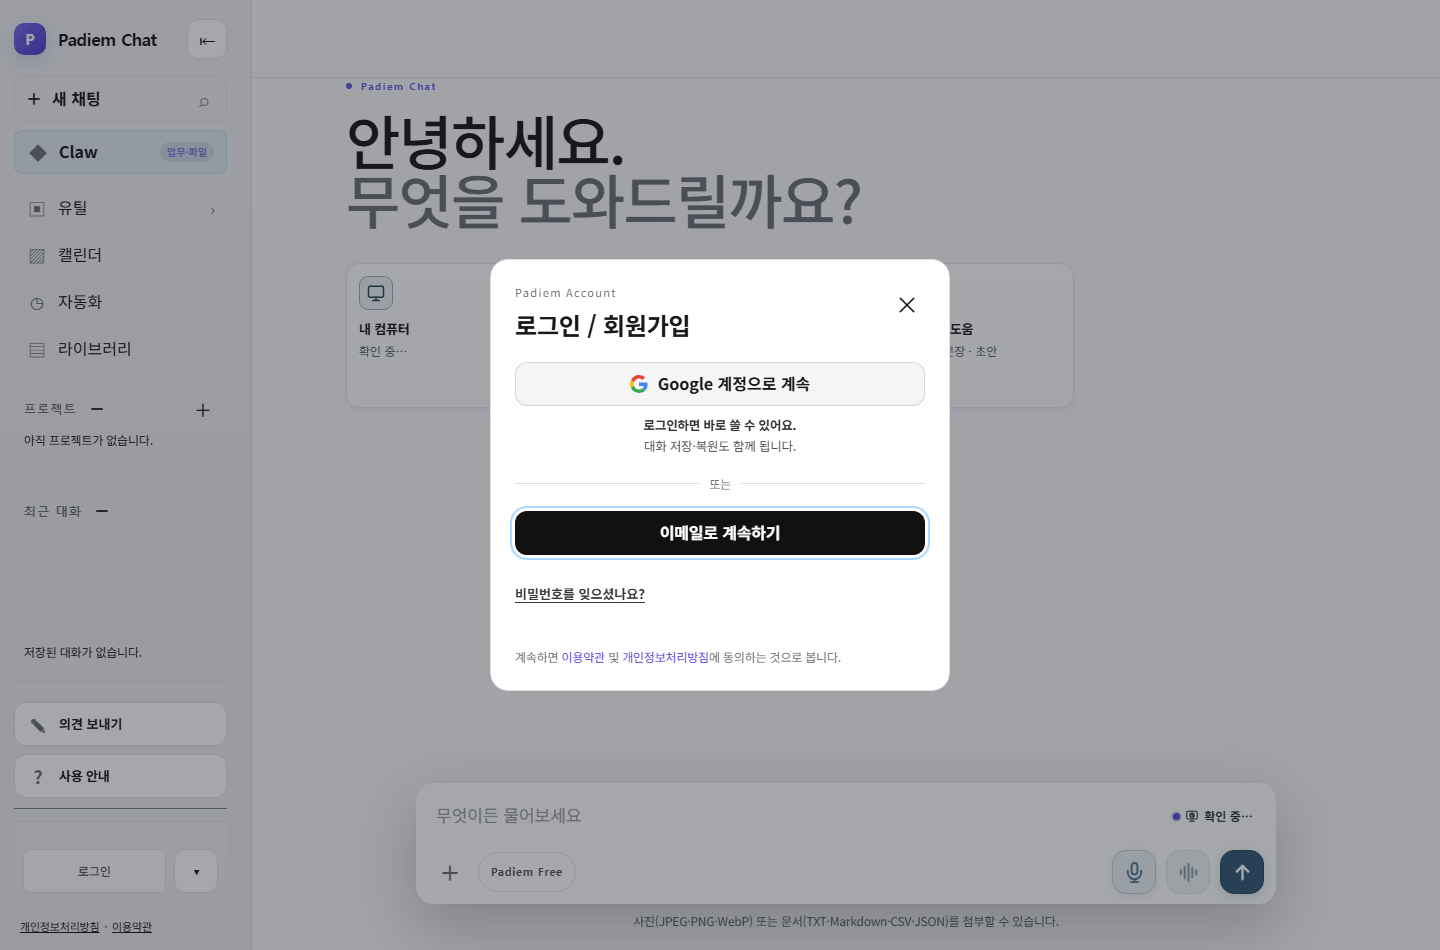 P Padiem Chat
새 채팅
Claw 업무·파일
유틸
캘린더
자동화
라이브러리
프로젝트
아직 프로젝트가 없습니다.
최근 대화
저장된 대화가 없습니다.
의견 보내기
? 사용 안내
로그인
개인정보처리방침 · 이용약관
Padiem Chat
안녕하세요.
무엇을 도와드릴까요?
내 컴퓨터
확인 중…
도움
· 초안
Padiem Account
로그인 / 회원가입
Google 계정으로 계속
로그인하면 바로 쓸 수 있어요.
대화 저장·복원도 함께 됩니다.
또는
이메일로 계속하기
비밀번호를 잊으셨나요?
계속하면 이용약관 및 개인정보처리방침에 동의하는 것으로 봅니다.
무엇이든 물어보세요
확인 중…
Padiem Free
사진(JPEG·PNG·WebP) 또는 문서(TXT·Markdown·CSV·JSON)를 첨부할 수 있습니다.